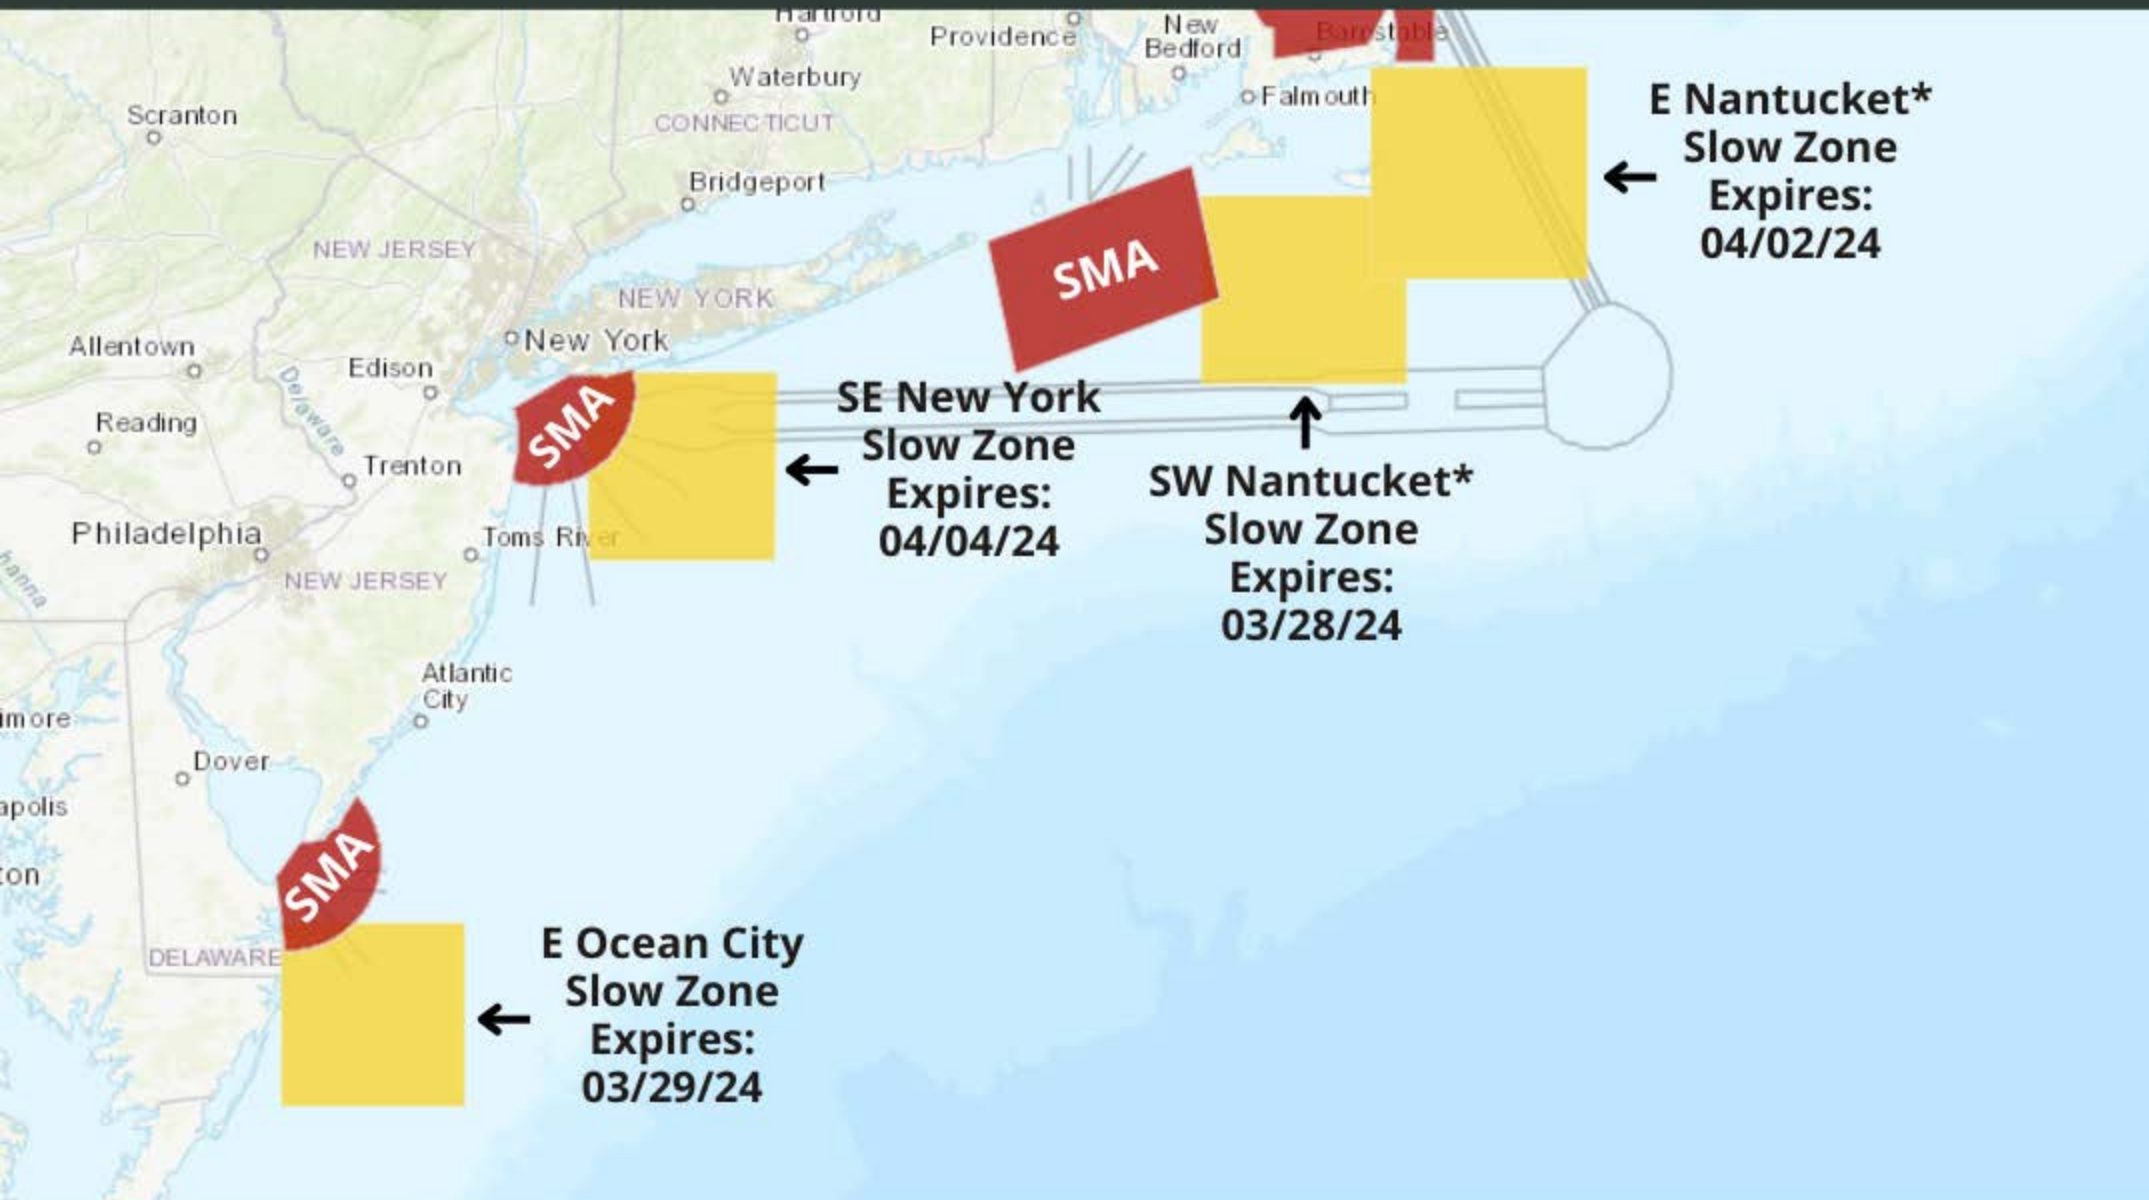 Hartford
Providence
New
Bedford
Barnstable
Waterbury
Falmouth
Scranton
CONNECTICUT
E Nantucket*
Slow Zone
Expires:
04/02/24
Bridgeport
NEW JERSEY
SMA
NEW YORK
New York
Allentown
Edison
Delaware
Reading
Trenton
SMA
SE New York
Slow Zone
Expires:
04/04/24
SW Nantucket*
Slow Zone
Expires:
03/28/24
Philadelphia
Toms River
hanna
NEW JERSEY
Atlantic
City
imore
Dover
apolis
ton
SMA
DELAWARE
E Ocean City
Slow Zone
Expires:
03/29/24